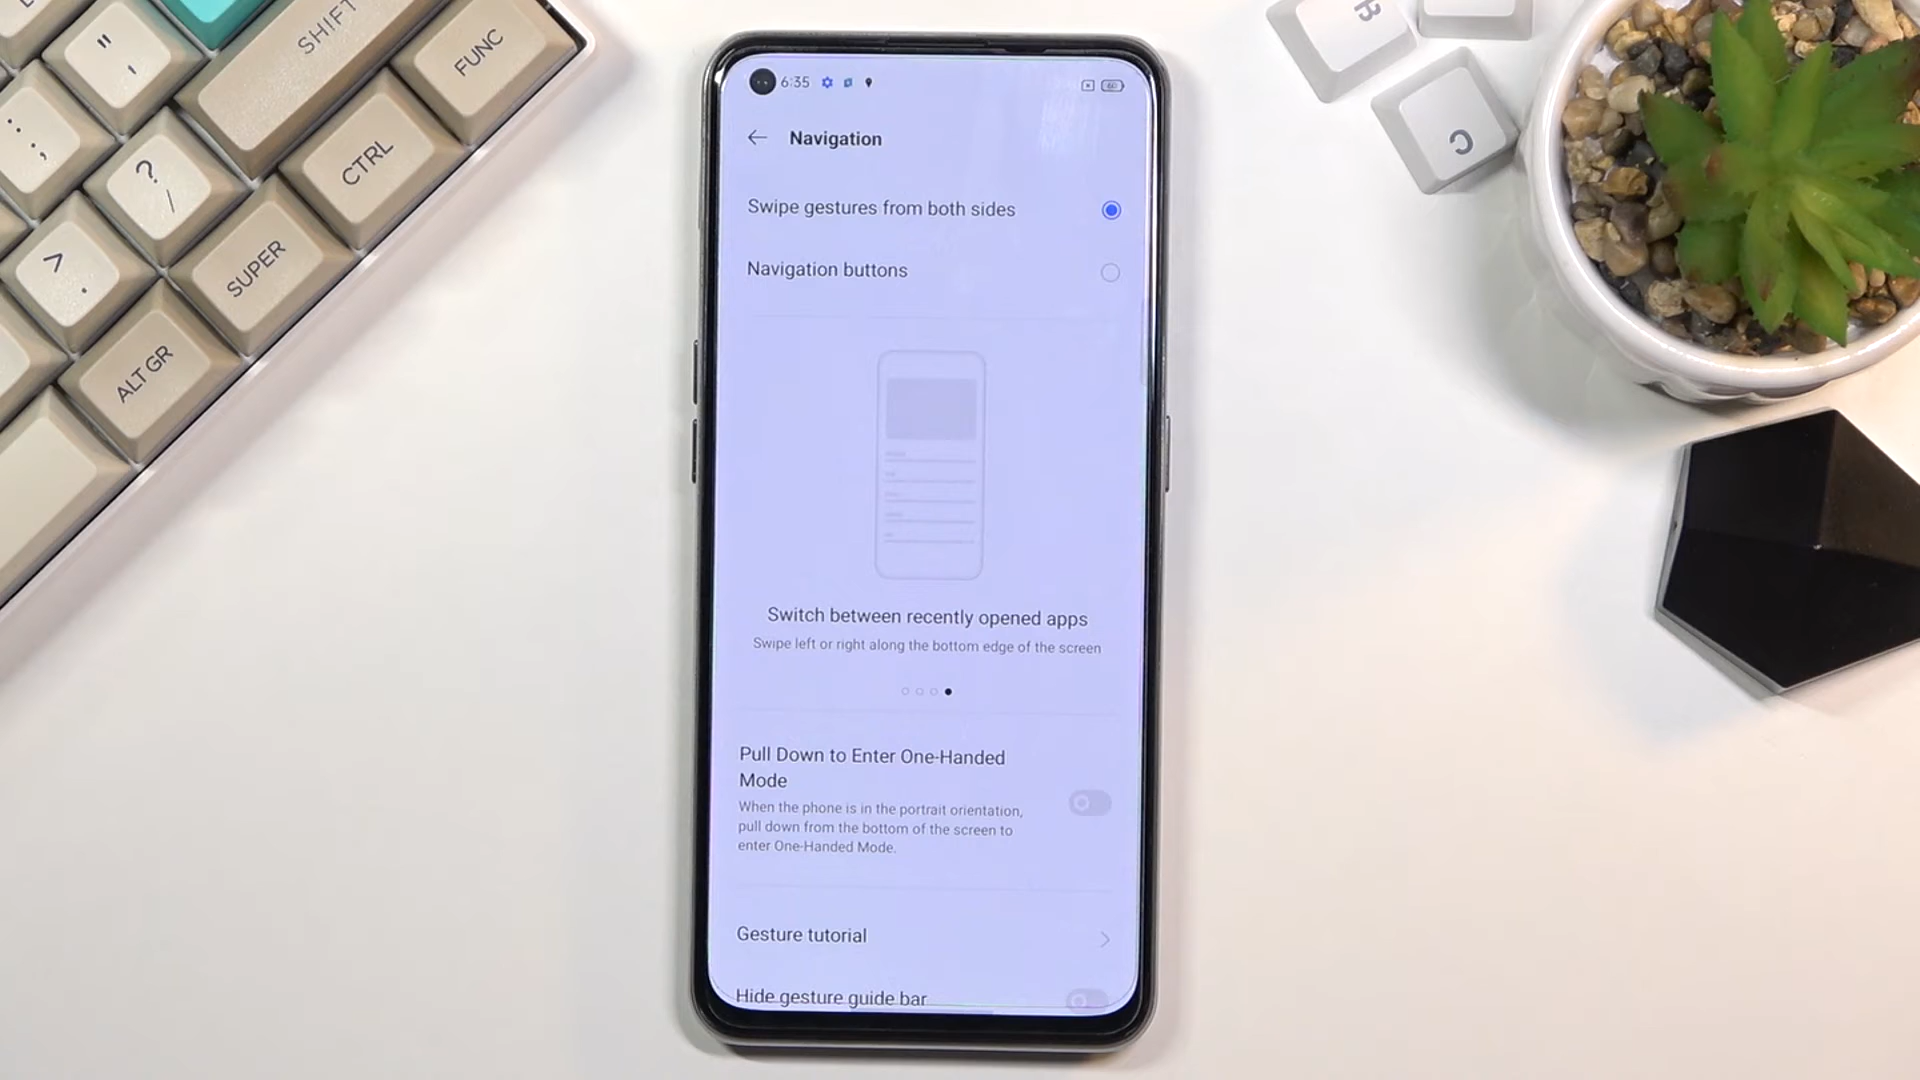 " '
SHIFT
FUNC
: ;
? /
CTRL
> .
SUPER
ALT GR
R
C
6:35
60
Navigation
Swipe gestures from both sides
Navigation buttons
Switch between recently opened apps
Swipe left or right along the bottom edge of the screen
Pull Down to Enter One-Handed
Mode
When the phone is in the portrait orientation,
pull down from the bottom of the screen to
enter One-Handed Mode.
Gesture tutorial
Hide gesture guide bar